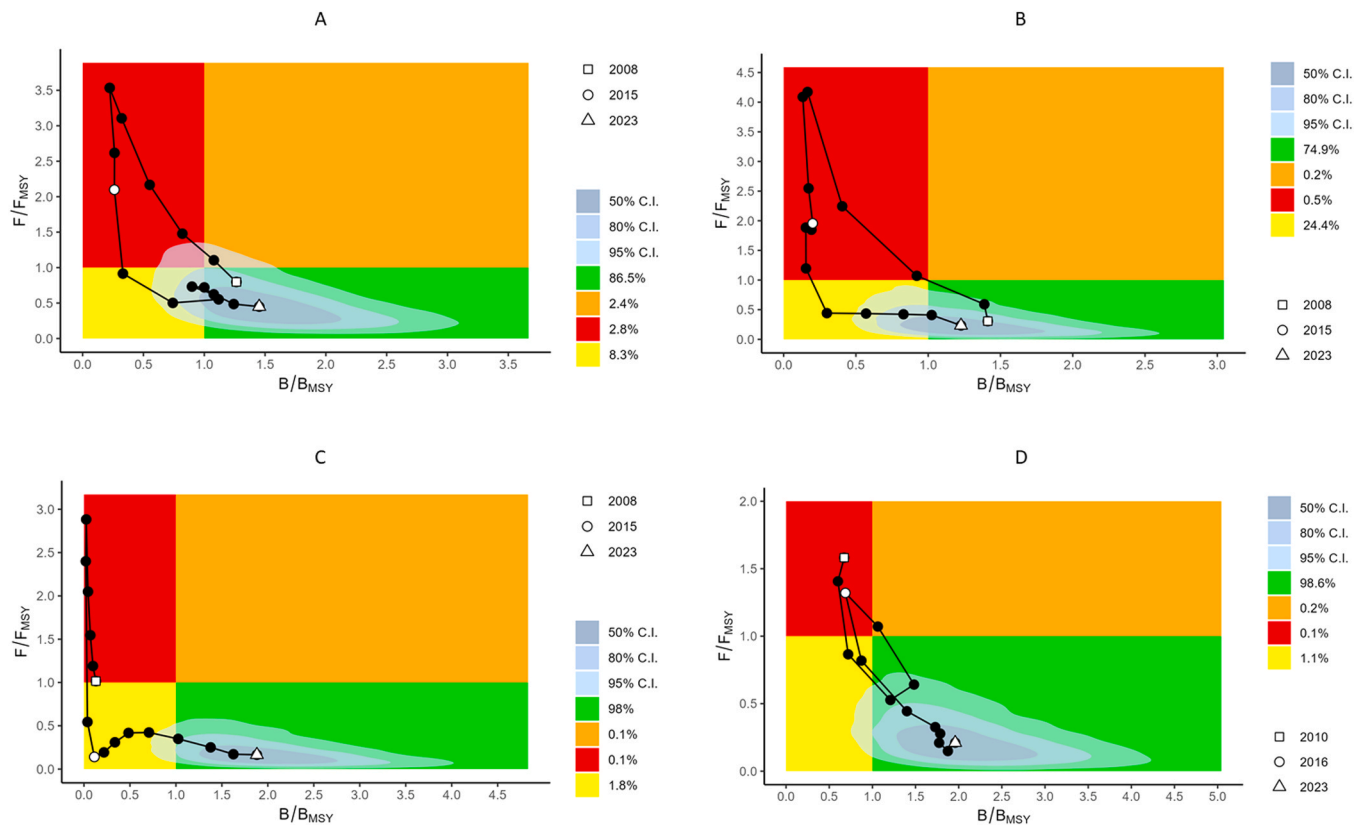 A
3.5
3.0
2.5
2.0
1.5
1.0
0.5
0.0
F/FMSY
0.0 0.5 1.0 1.5 2.0 2.5 3.0 3.5
B/BMSY
2008
2015
2023
50% C.I.
80% C.I.
95% C.I.
86.5%
2.4%
2.8%
8.3%
B
4.5
4.0
3.5
3.0
2.5
2.0
1.5
1.0
0.5
0.0
F/FMSY
0.0 0.5 1.0 1.5 2.0 2.5 3.0
B/BMSY
50% C.I.
80% C.I.
95% C.I.
74.9%
0.2%
0.5%
24.4%
2008
2015
2023
C
3.0
2.5
2.0
1.5
1.0
0.5
0.0
F/FMSY
0.0 0.5 1.0 1.5 2.0 2.5 3.0 3.5 4.0 4.5
B/BMSY
2008
2015
2023
50% C.I.
80% C.I.
95% C.I.
98%
0.1%
0.1%
1.8%
D
2.0
1.5
1.0
0.5
0.0
F/FMSY
0.0 0.5 1.0 1.5 2.0 2.5 3.0 3.5 4.0 4.5 5.0
B/BMSY
50% C.I.
80% C.I.
95% C.I.
98.6%
0.2%
0.1%
1.1%
2010
2016
2023